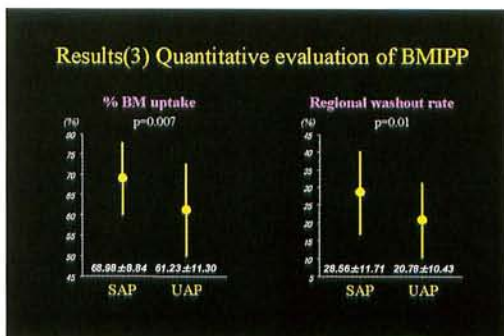 Results(3) Quantitative evaluation of BMIPP
% BM uptake
p=0.007
(%)
80
75
70
65
60
55
50
45
68.98±8.84
61.23±11.30
SAP
UAP
Regional washout rate
p=0.01
(%)
45
40
35
30
25
20
15
10
5
28.56±11.71
20.78±10.43
SAP
UAP